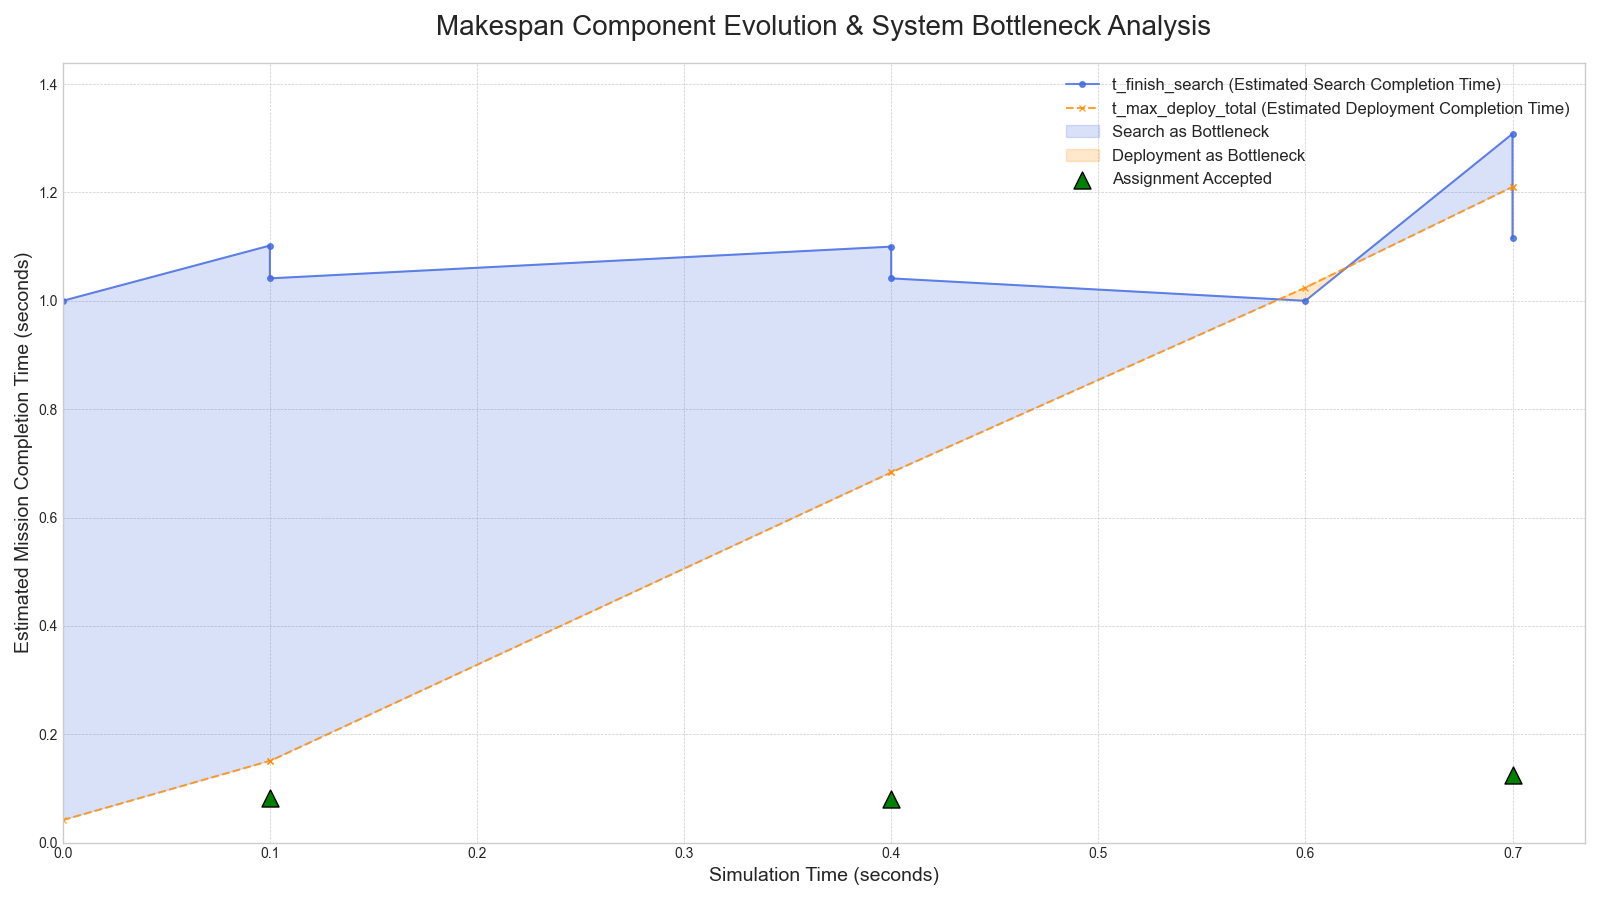 Makespan Component Evolution & System Bottleneck Analysis
t_finish_search (Estimated Search Completion Time)
t_max_deploy_total (Estimated Deployment Completion Time)
Search as Bottleneck
Deployment as Bottleneck
Assignment Accepted
Estimated Mission Completion Time (seconds)
1.4
1.2
1.0
0.8
0.6
0.4
0.2
0.0
0.0 0.1 0.2 0.3 0.4 0.5 0.6 0.7
Simulation Time (seconds)